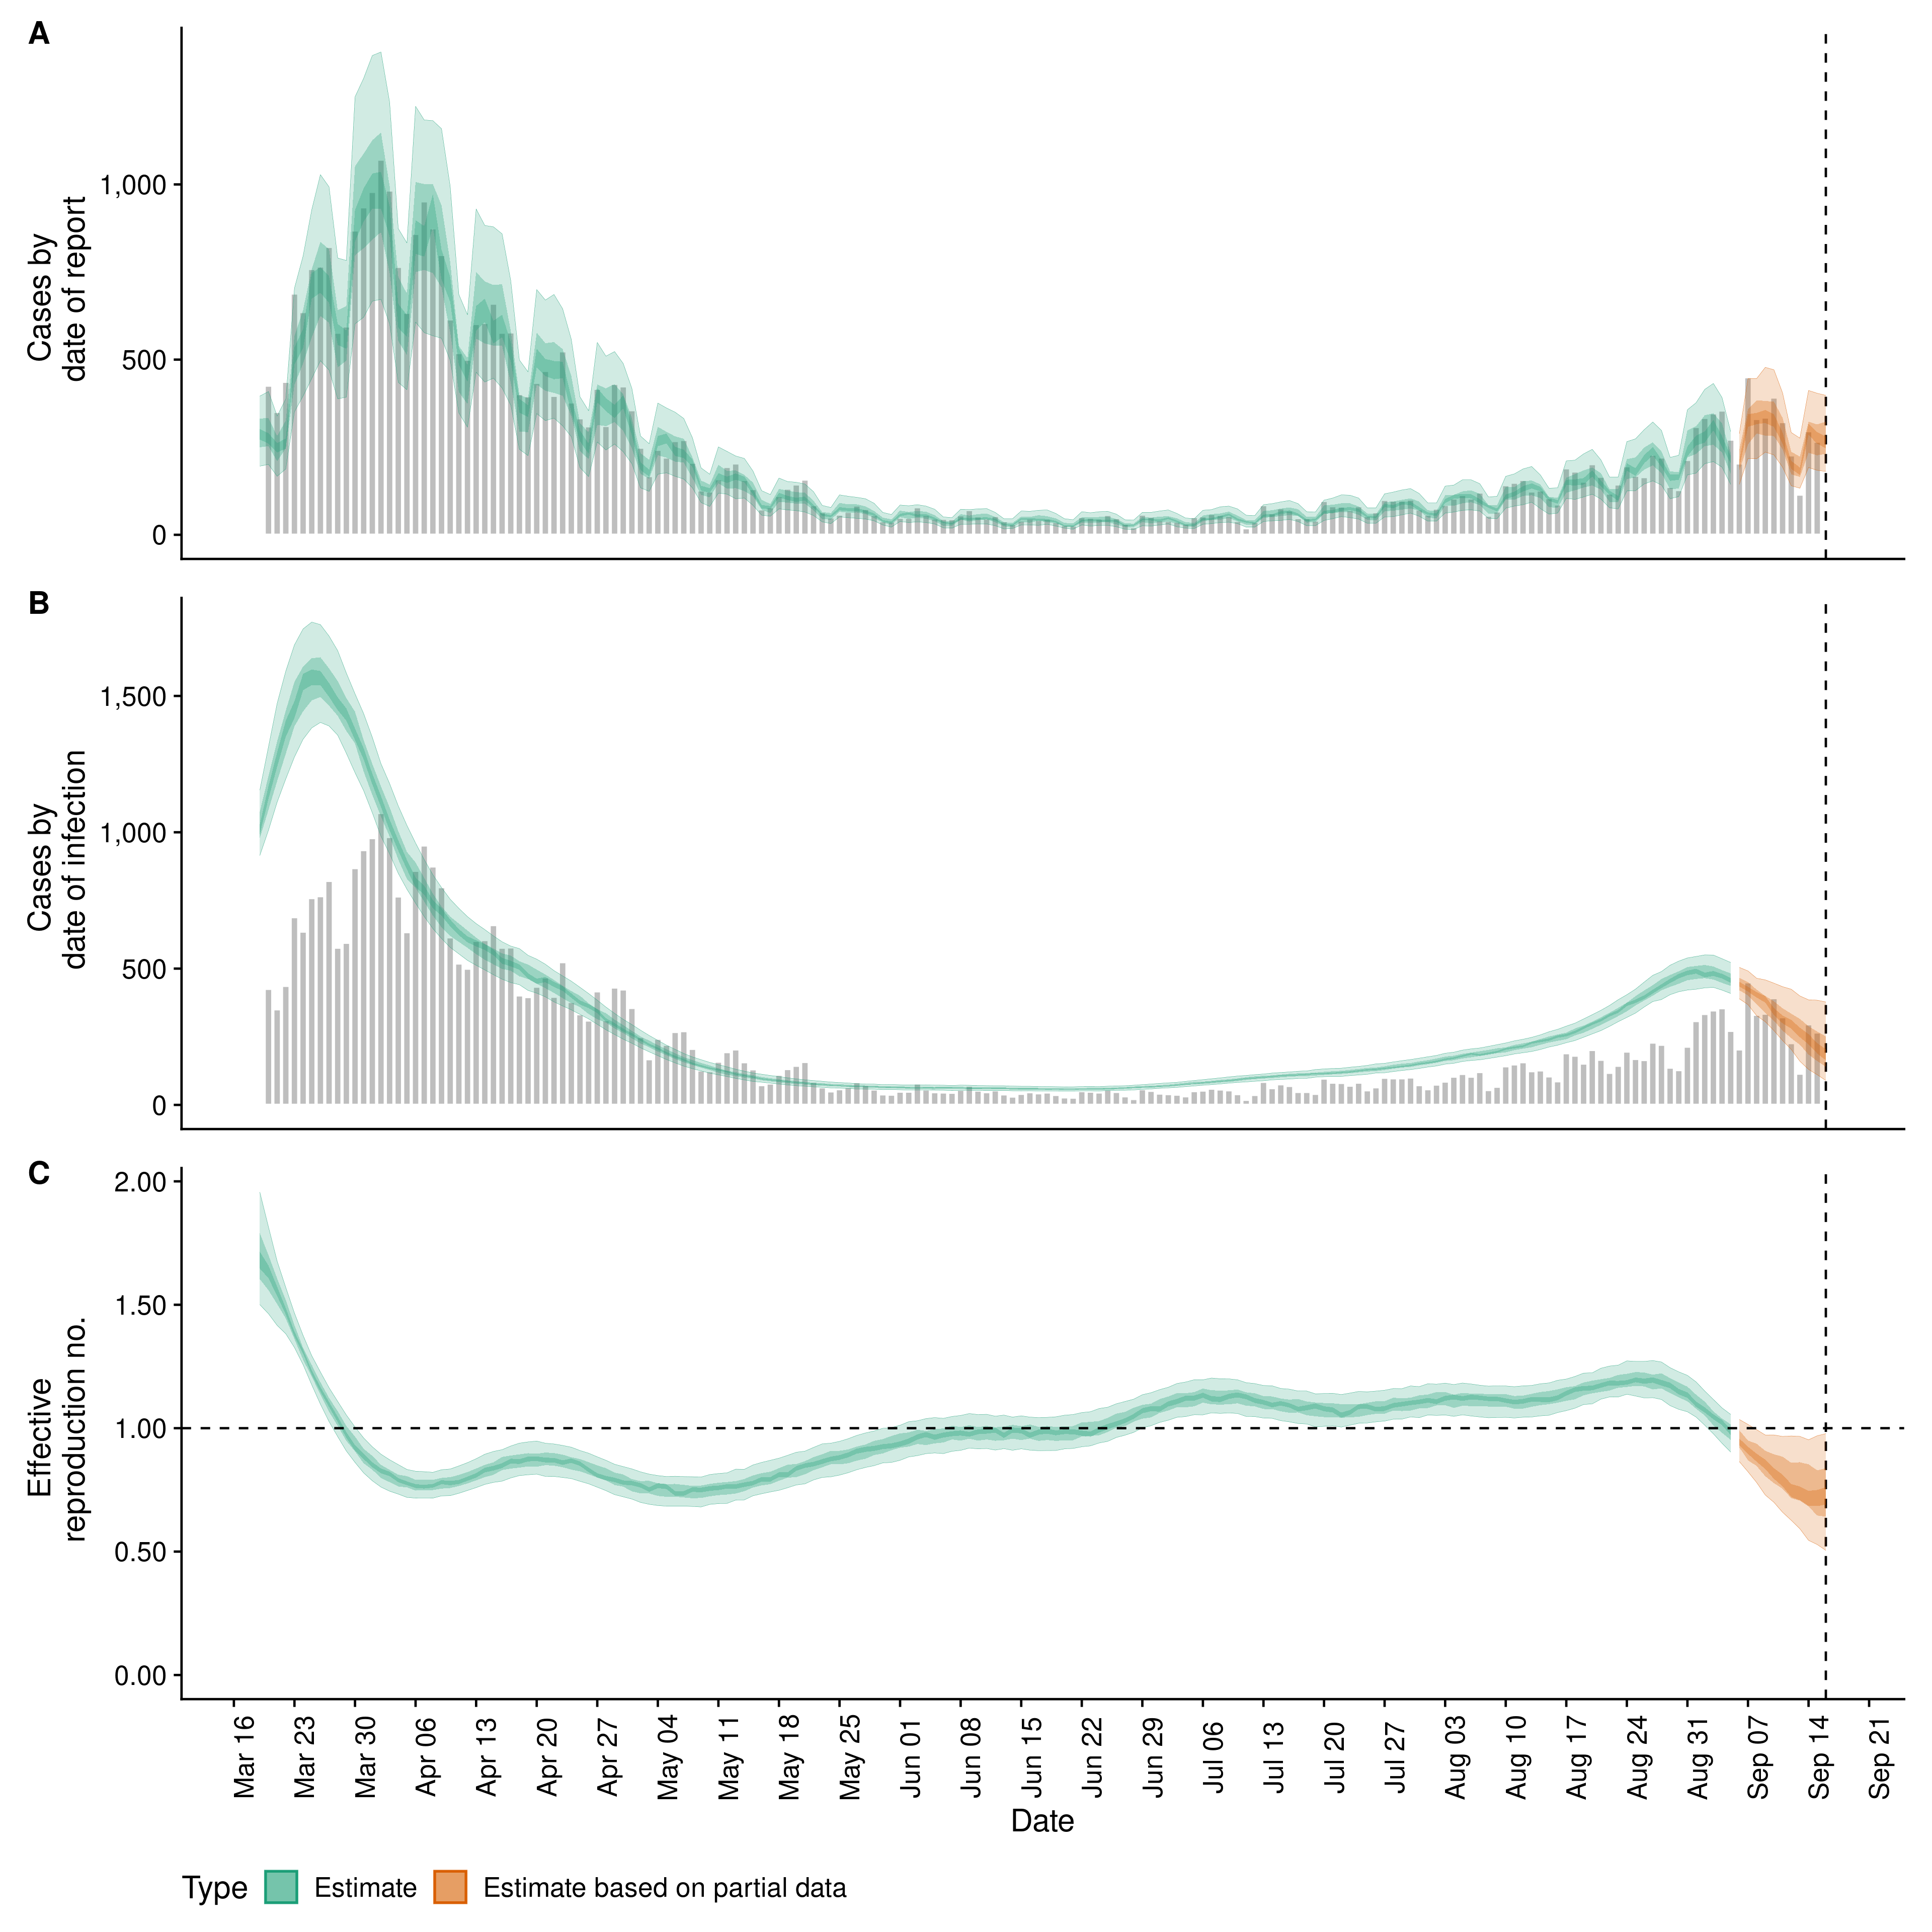 A
Cases by
date of report
1,000
500
0
B
Cases by
date of infection
1,500
1,000
500
0
C
Effective
reproduction no.
2.00
1.50
1.00
0.50
0.00
Mar 16
Mar 23
Mar 30
Apr 06
Apr 13
Apr 20
Apr 27
May 04
May 11
May 18
May 25
Jun 01
Jun 08
Jun 15
Jun 22
Jun 29
Jul 06
Jul 13
Jul 20
Jul 27
Aug 03
Aug 10
Aug 17
Aug 24
Aug 31
Sep 07
Sep 14
Sep 21
Date
Type Estimate Estimate based on partial data